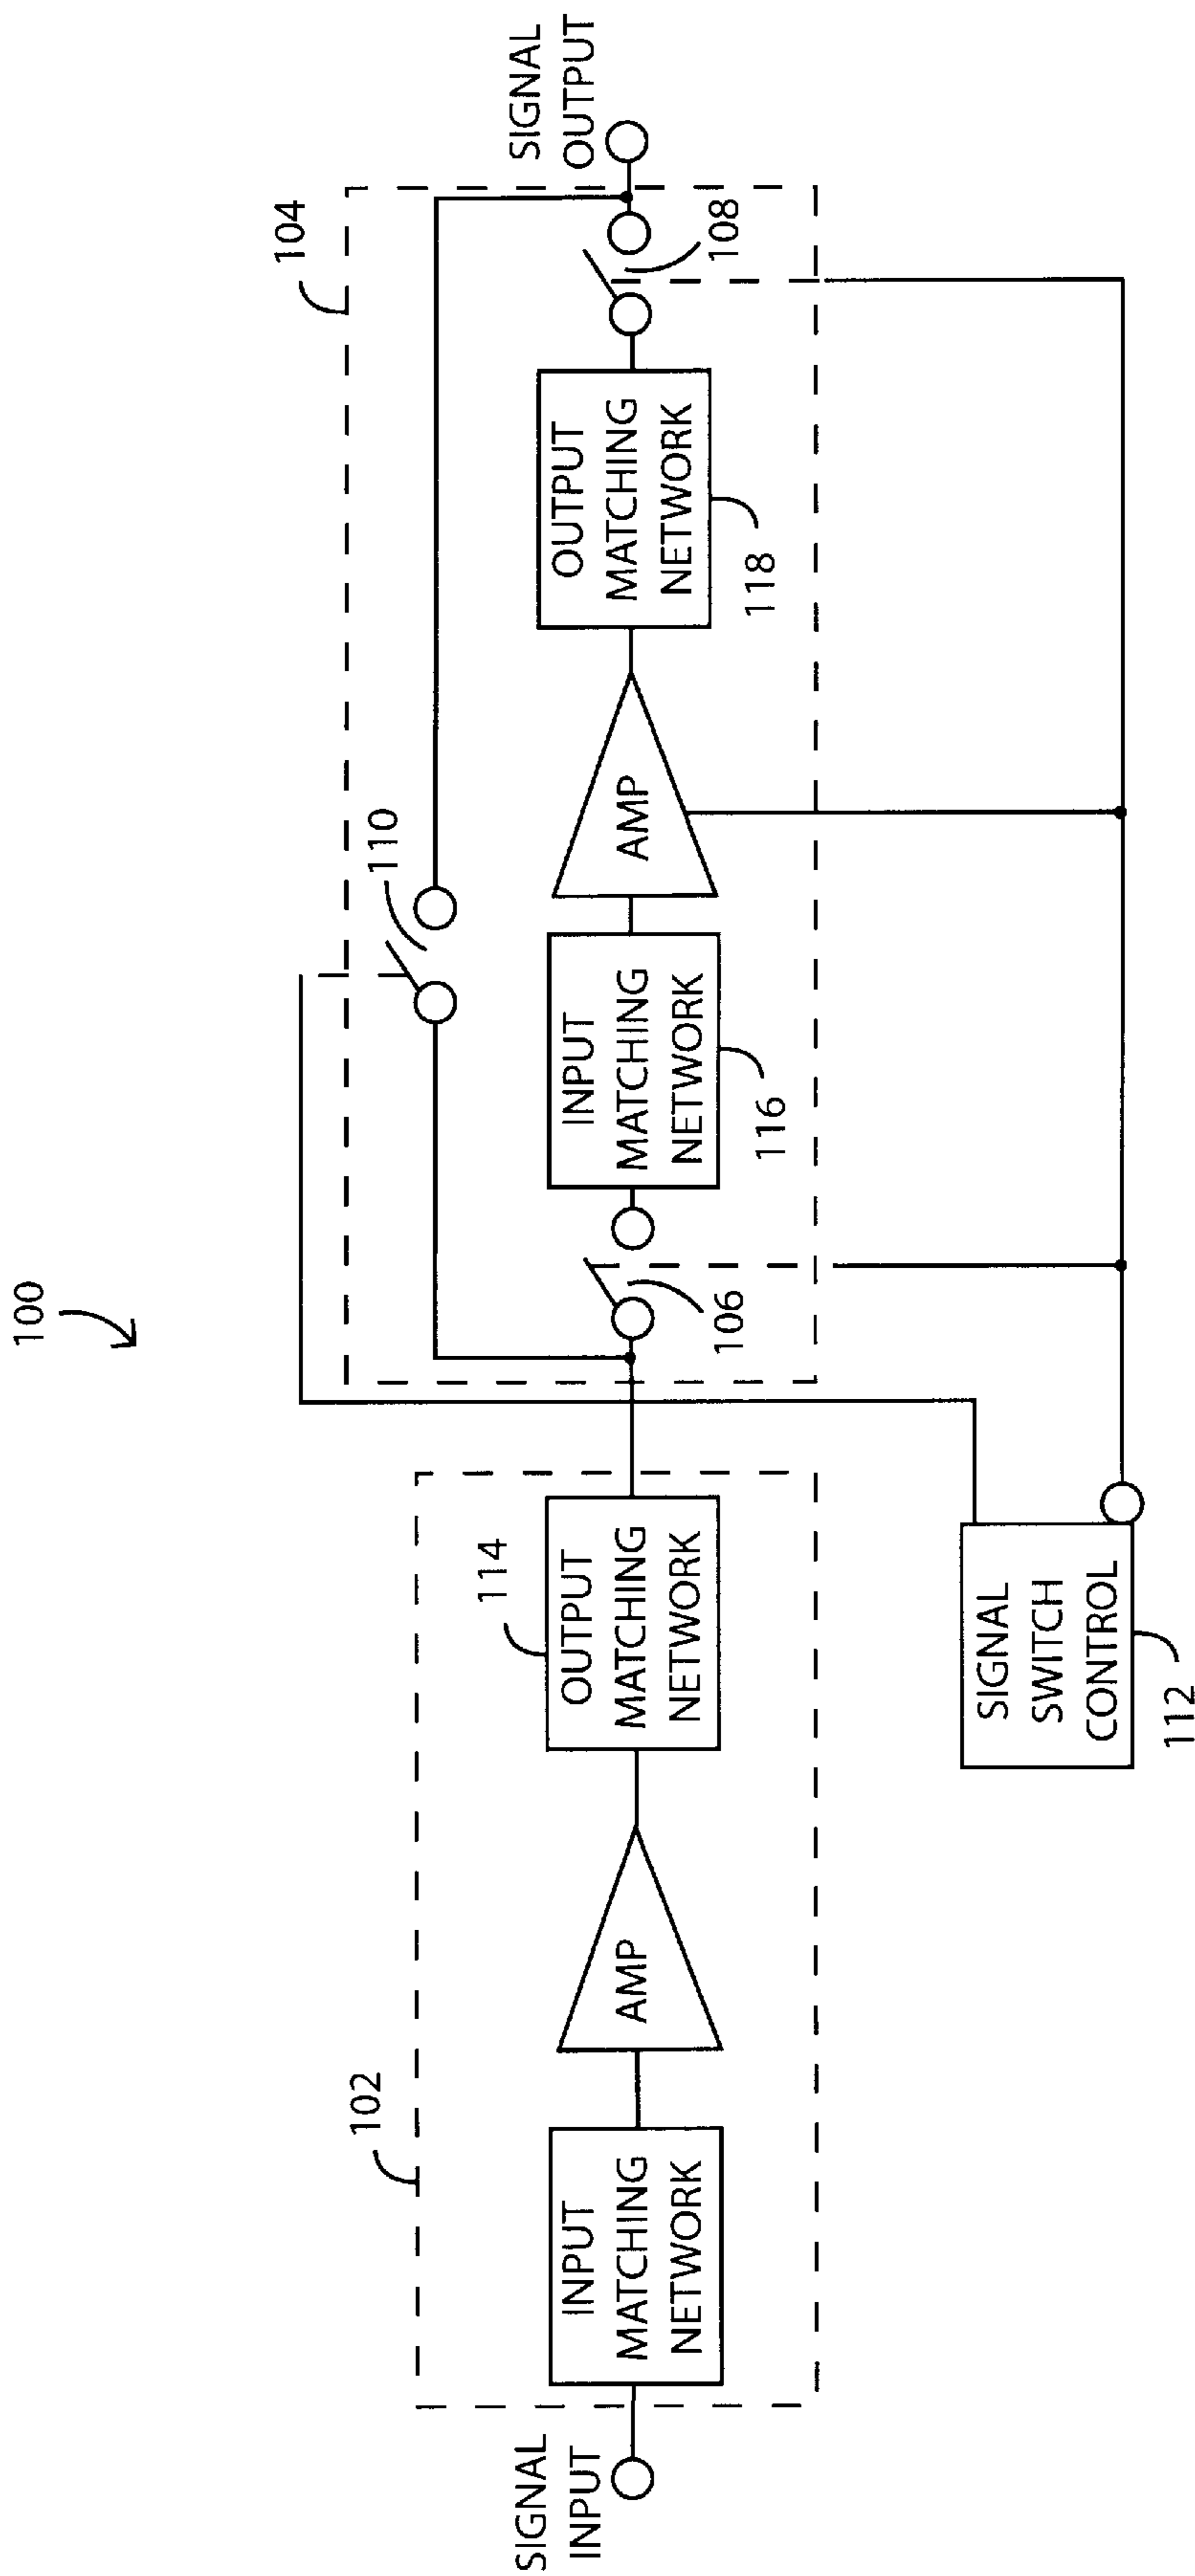 100
SIGNAL
INPUT
102
INPUT
MATCHING
NETWORK
AMP
114
OUTPUT
MATCHING
NETWORK
SIGNAL
SWITCH
CONTROL
112
104
110
106
INPUT
MATCHING
NETWORK
116
AMP
OUTPUT
MATCHING
NETWORK
118
108
SIGNAL
OUTPUT